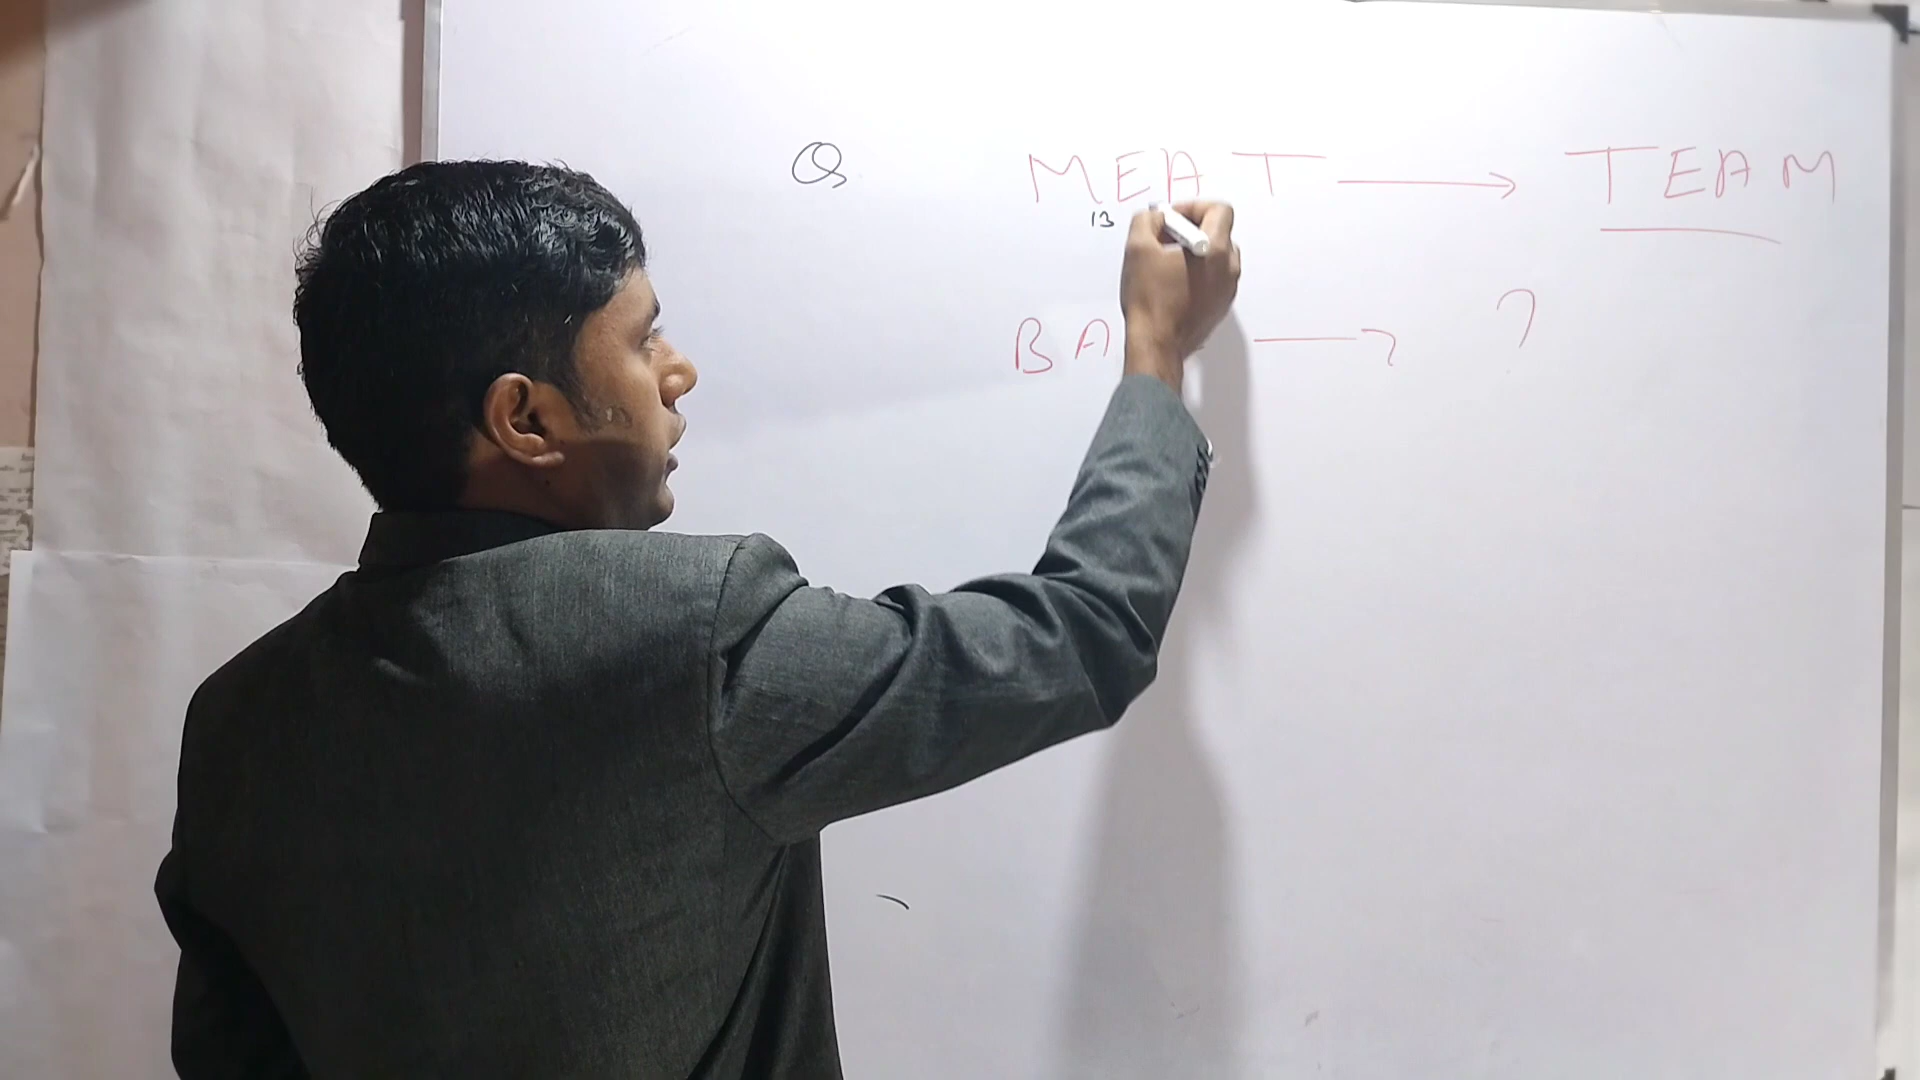 Q MEAT → TEAM
13
BA → ?